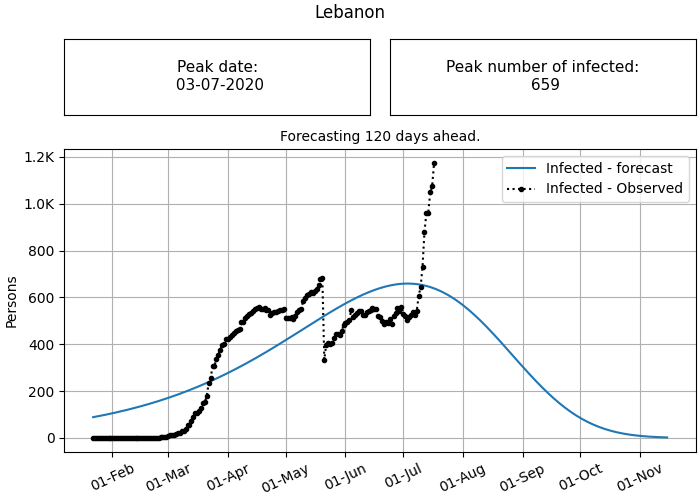 Lebanon
Peak date:
03-07-2020
Peak number of infected:
659
Forecasting 120 days ahead.
Infected - forecast
Infected - Observed
Persons
1.2K
1.0K
800
600
400
200
0
01-Feb
01-Mar
01-Apr
01-May
01-Jun
01-Jul
01-Aug
01-Sep
01-Oct
01-Nov